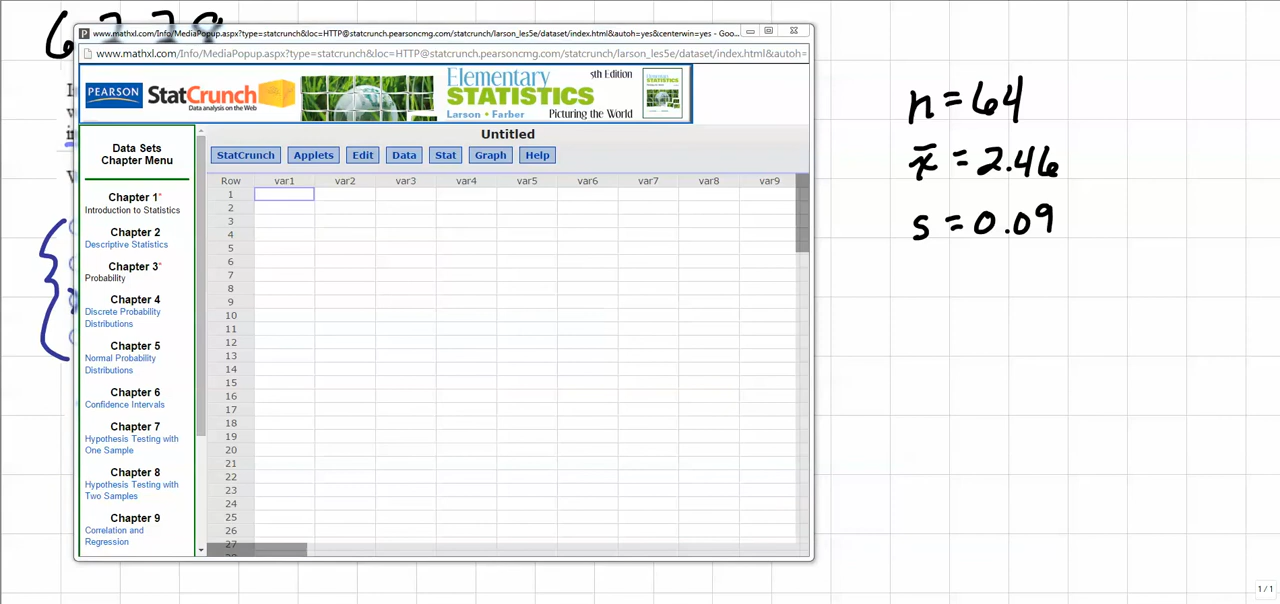 www.mathxl.com/Info/MediaPopup.aspx?type=statcrunch&loc=HTTP@statcrunch.pearsoncmg.com/statcrunch/larson_les5e/dataset/index.html&autoh=yes&centerwin=yes - Goo...
www.mathxl.com/Info/MediaPopup.aspx?type=statcrunch&loc=HTTP@statcrunch.pearsoncmg.com/statcrunch/larson_les5e/dataset/index.html&autoh=
PEARSON StatCrunch
Data analysis on the Web
Elementary 5th Edition
STATISTICS
Larson • Farber Picturing the World
Data Sets
Chapter Menu
Chapter 1*
Introduction to Statistics
Chapter 2
Descriptive Statistics
Chapter 3*
Probability
Chapter 4
Discrete Probability
Distributions
Chapter 5
Normal Probability
Distributions
Chapter 6
Confidence Intervals
Chapter 7
Hypothesis Testing with
One Sample
Chapter 8
Hypothesis Testing with
Two Samples
Chapter 9
Correlation and
Regression
Untitled
StatCrunch Applets Edit Data Stat Graph Help
Row var1 var2 var3 var4 var5 var6 var7 var8 var9
1
2
3
4
5
6
7
8
9
10
11
12
13
14
15
16
17
18
19
20
21
22
23
24
25
26
27
n = 64
x̄ = 2.46
s = 0.09
1 / 1